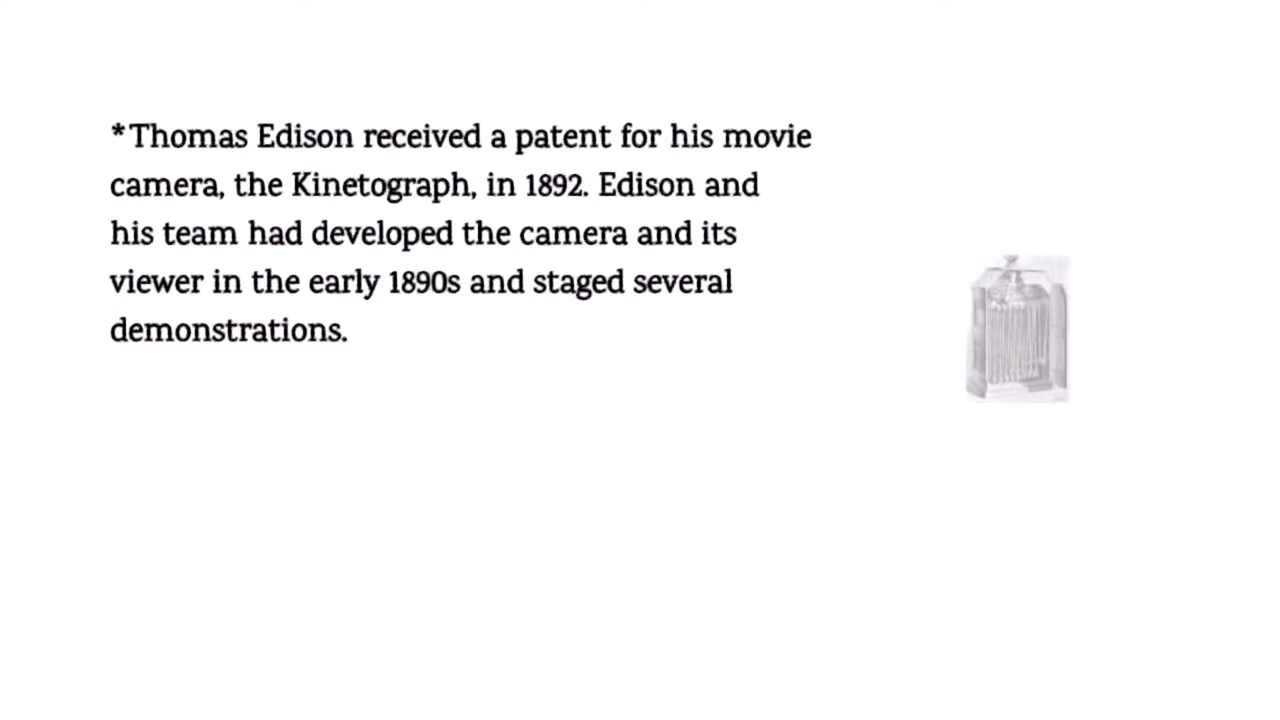 *Thomas Edison received a patent for his movie
camera, the Kinetograph, in 1892. Edison and
his team had developed the camera and its
viewer in the early 1890s and staged several
demonstrations.